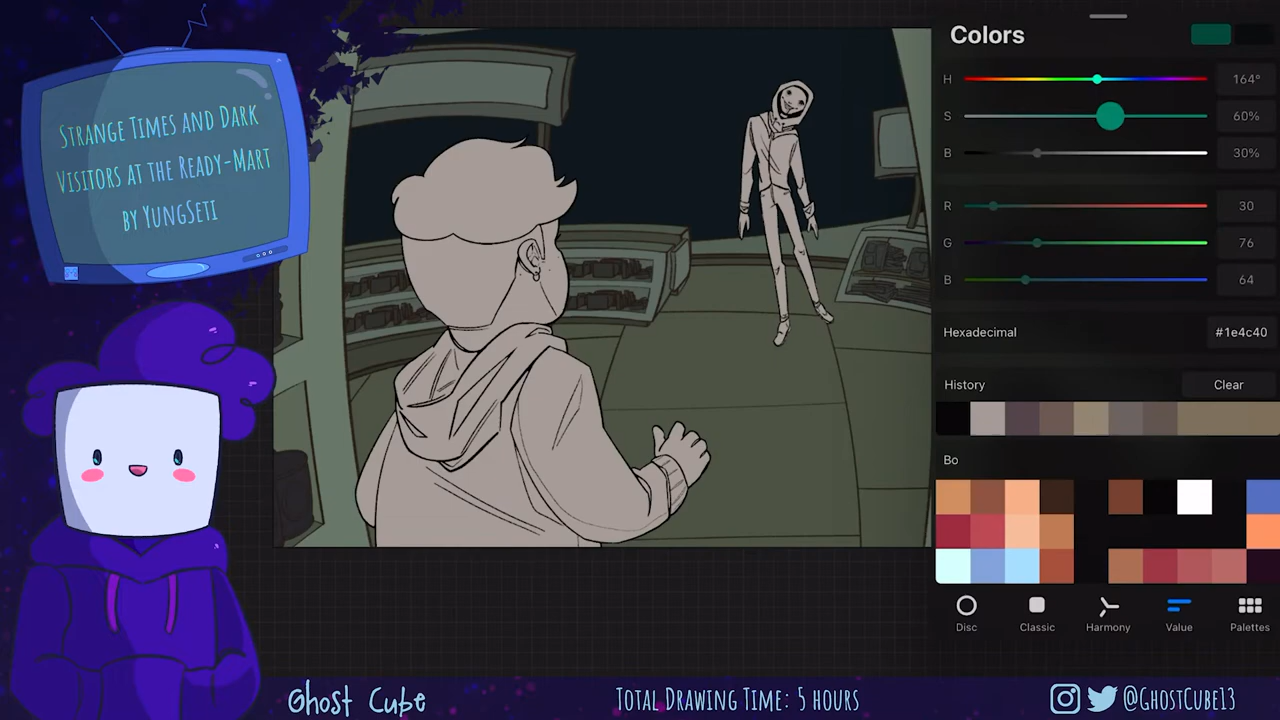 Strange Times and Dark
Visitors at the Ready-Mart
by YungSeti
Colors
H 164°
S 60%
B 30%
R 30
G 76
B 64
Hexadecimal #1e4c40
History Clear
Bo
Disc Classic Harmony Value Palettes
Ghost Cube
Total Drawing Time: 5 hours
@GhostCube13